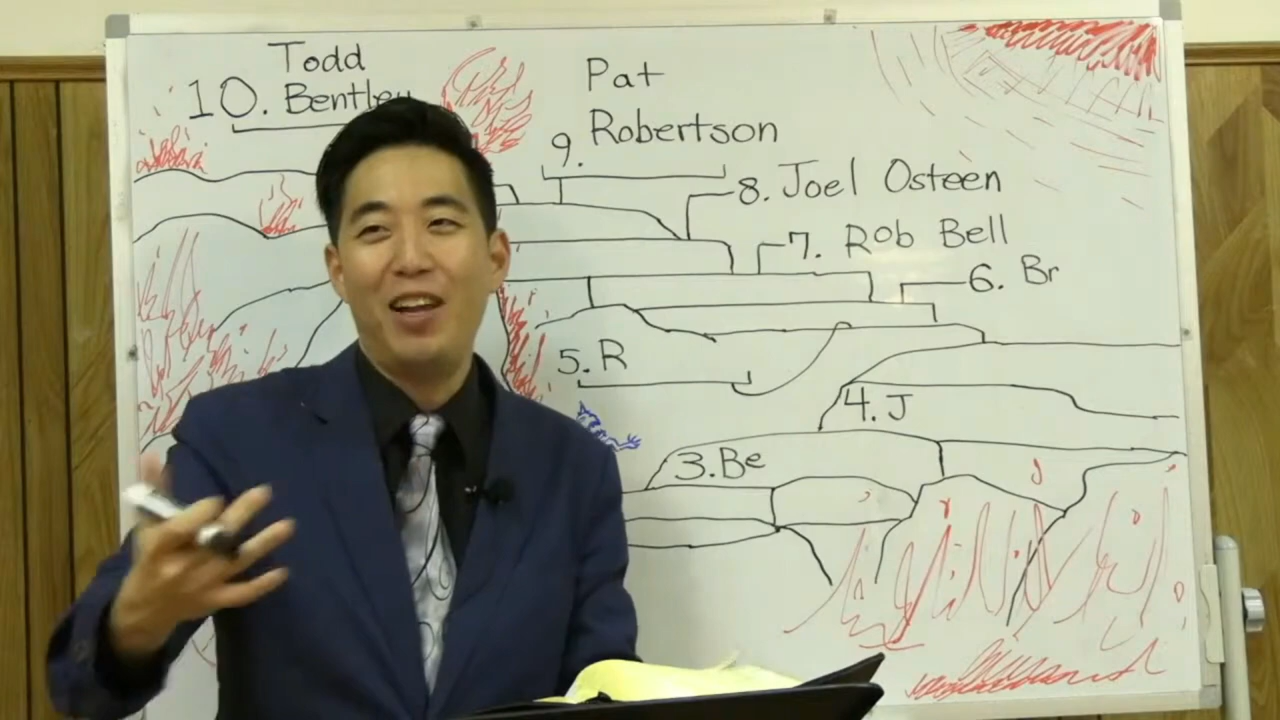 Todd
10. Bentley
Pat
9. Robertson
8. Joel Osteen
7. Rob Bell
6. Br
5. R
4. J
3. Be